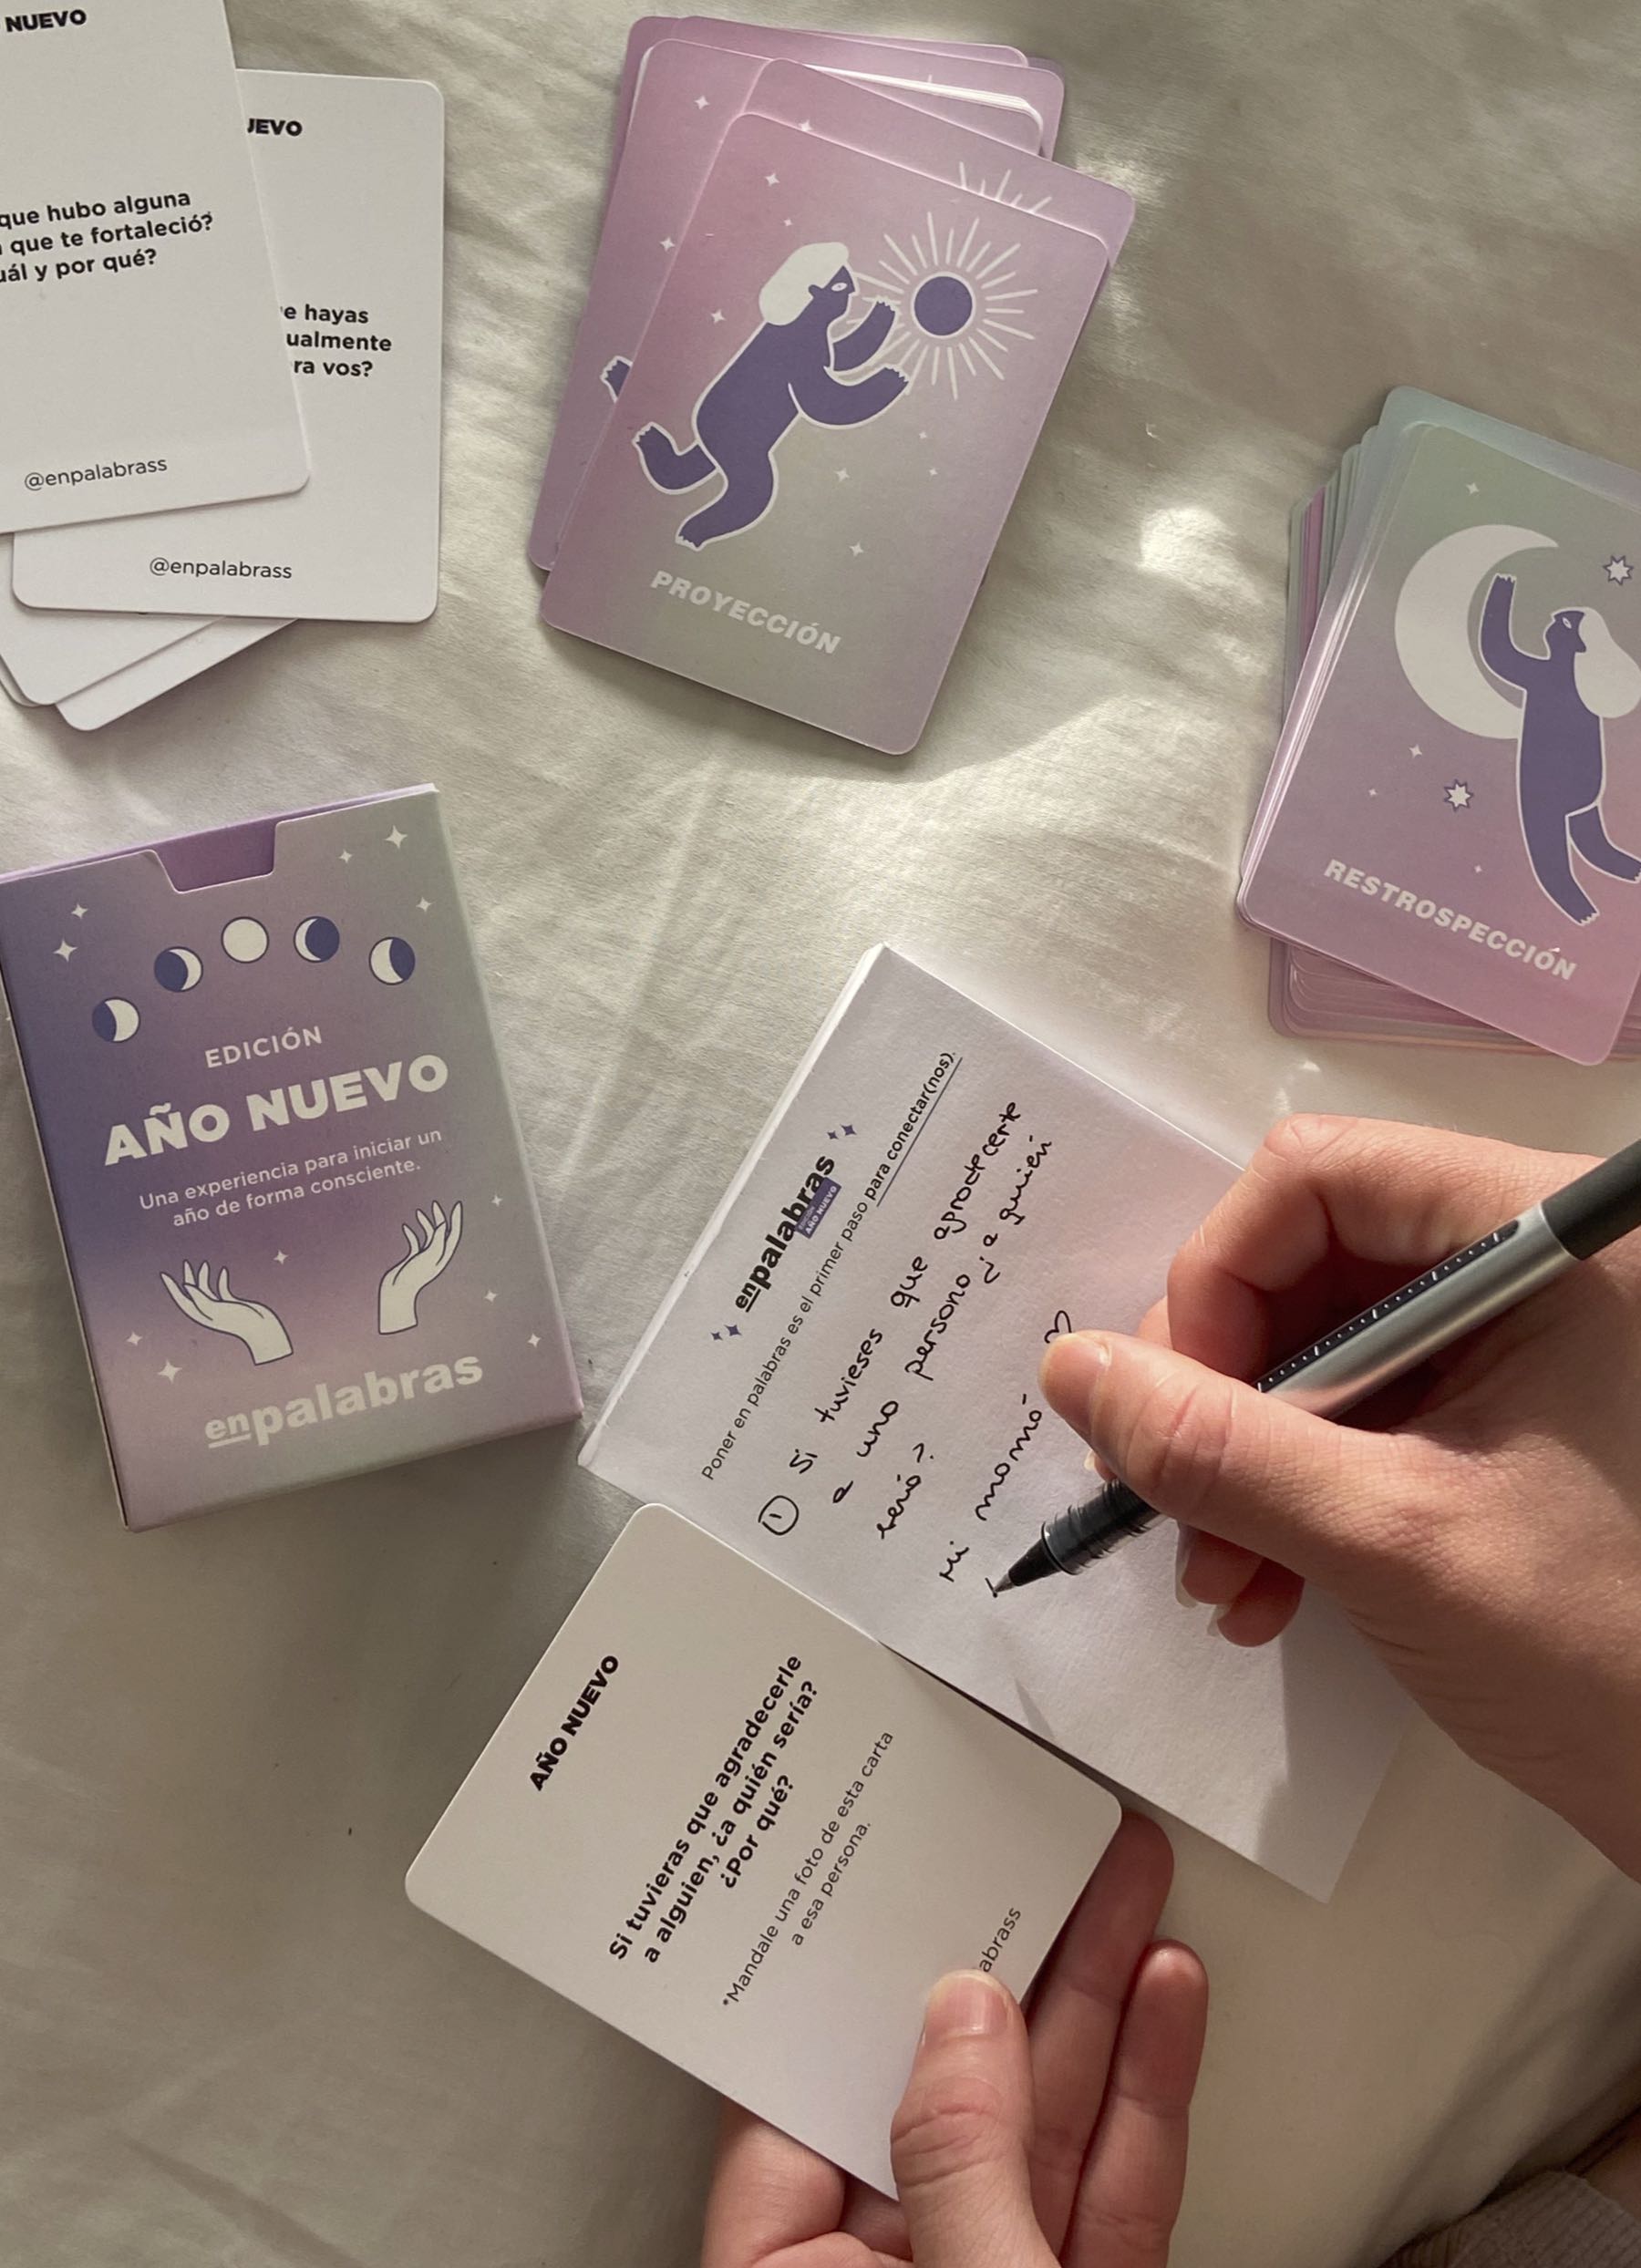 NUEVO
que hubo alguna
que te fortaleció?
uál y por qué?
@enpalabrass
UEVO
e hayas
ualmente
ra vos?
@enpalabrass
PROYECCIÓN
RESTROSPECCIÓN
EDICIÓN
AÑO NUEVO
Una experiencia para iniciar un
año de forma consciente.
enpalabras
enpalabras
AÑO NUEVO
Poner en palabras es el primer paso para conectar(nos).
① Si tuvieses que agradecerte
a una persona ¿a quién
sería?
Mi mamá ♡
AÑO NUEVO
Si tuvieras que agradecerle
a alguien, ¿a quién sería?
¿Por qué?
*Mandale una foto de esta carta
a esa persona.
abrass